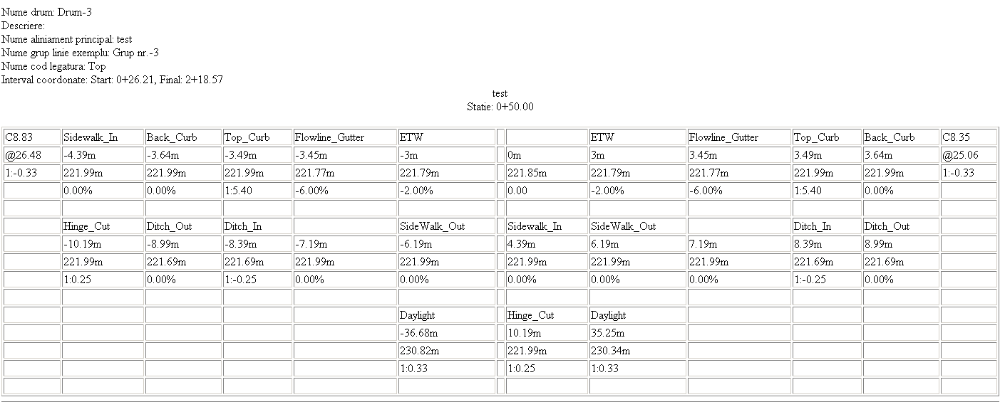 Nume drum: Drum-3
Descriere:
Nume aliniament principal: test
Nume grup linie exemplu: Grup nr.-3
Nume cod legatura: Top
Interval coordonate: Start: 0+26.21, Final: 2+18.57
test
Statie: 0+50.00
C8.83 Sidewalk_In Back_Curb Top_Curb Flowline_Gutter ETW ETW Flowline_Gutter Top_Curb Back_Curb C8.35
@26.48 -4.39m -3.64m -3.49m -3.45m -3m 0m 3m 3.45m 3.49m 3.64m @25.06
1:-0.33 221.99m 221.99m 221.99m 221.77m 221.79m 221.85m 221.79m 221.77m 221.99m 221.99m 1:-0.33
0.00% 0.00% 1:5.40 -6.00% -2.00% 0.00 -2.00% -6.00% 1:5.40 0.00%
Hinge_Cut Ditch_Out Ditch_In SideWalk_Out Sidewalk_In SideWalk_Out Ditch_In Ditch_Out
-10.19m -8.99m -8.39m -7.19m -6.19m 4.39m 6.19m 7.19m 8.39m 8.99m
221.99m 221.69m 221.69m 221.99m 221.99m 221.99m 221.99m 221.99m 221.69m 221.69m
1:0.25 0.00% 1:-0.25 0.00% 0.00% 0.00% 0.00% 0.00% 1:-0.25 0.00%
Daylight Hinge_Cut Daylight
-36.68m 10.19m 35.25m
230.82m 221.99m 230.34m
1:0.33 1:0.25 1:0.33